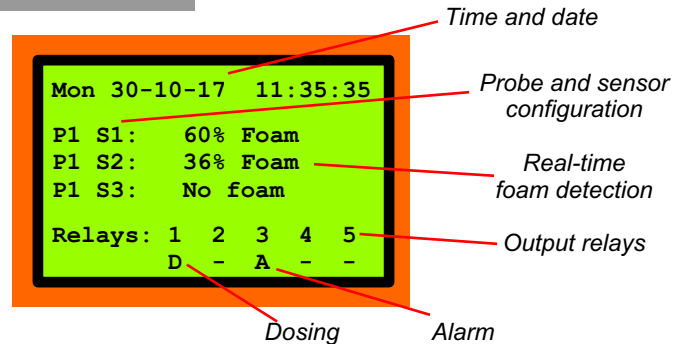 Time and date
Mon 30-10-17 11:35:35
Probe and sensor
configuration
P1 S1: 60% Foam
P1 S2: 36% Foam
P1 S3: No foam
Real-time
foam detection
Relays: 1 2 3 4 5
D - A - -
Output relays
Dosing
Alarm